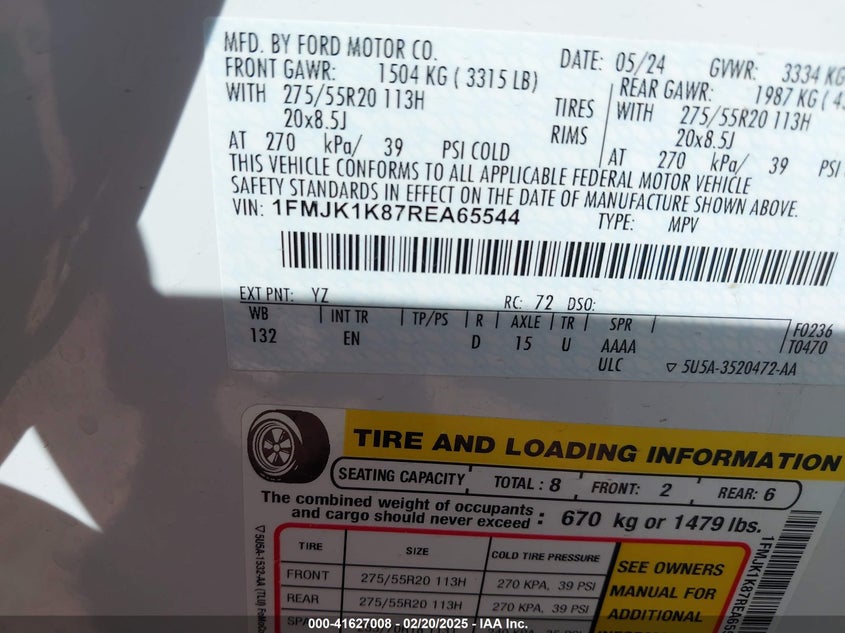 MFD. BY FORD MOTOR CO. DATE: 05/24 GVWR: 3334 KG
FRONT GAWR: 1504 KG ( 3315 LB) REAR GAWR: 1987 KG
WITH 275/55R20 113H TIRES WITH 275/55R20 113H
20x8.5J RIMS 20x8.5J
AT 270 kPa/ 39 PSI COLD AT 270 kPa/ 39 PSI
THIS VEHICLE CONFORMS TO ALL APPLICABLE FEDERAL MOTOR VEHICLE
SAFETY STANDARDS IN EFFECT ON THE DATE OF MANUFACTURE SHOWN ABOVE.
VIN: 1FMJK1K87REA65544 TYPE: MPV
EXT PNT: YZ RC: 72 DSO:
WB INT TR TP/PS R AXLE TR SPR F0236
132 EN D 15 U AAAA T0470
ULC ▽ 5U5A-3520472-AA
TIRE AND LOADING INFORMATION
SEATING CAPACITY TOTAL : 8 FRONT: 2 REAR: 6
The combined weight of occupants
and cargo should never exceed : 670 kg or 1479 lbs.
TIRE SIZE COLD TIRE PRESSURE
FRONT 275/55R20 113H 270 KPA, 39 PSI
REAR 275/55R20 113H 270 KPA, 39 PSI
SEE OWNERS
MANUAL FOR
ADDITIONAL
▽ 5U5A-1532-AA (TLU)
1FMJK1K87REA65
000-41627008 - 02/20/2025 - IAA Inc.